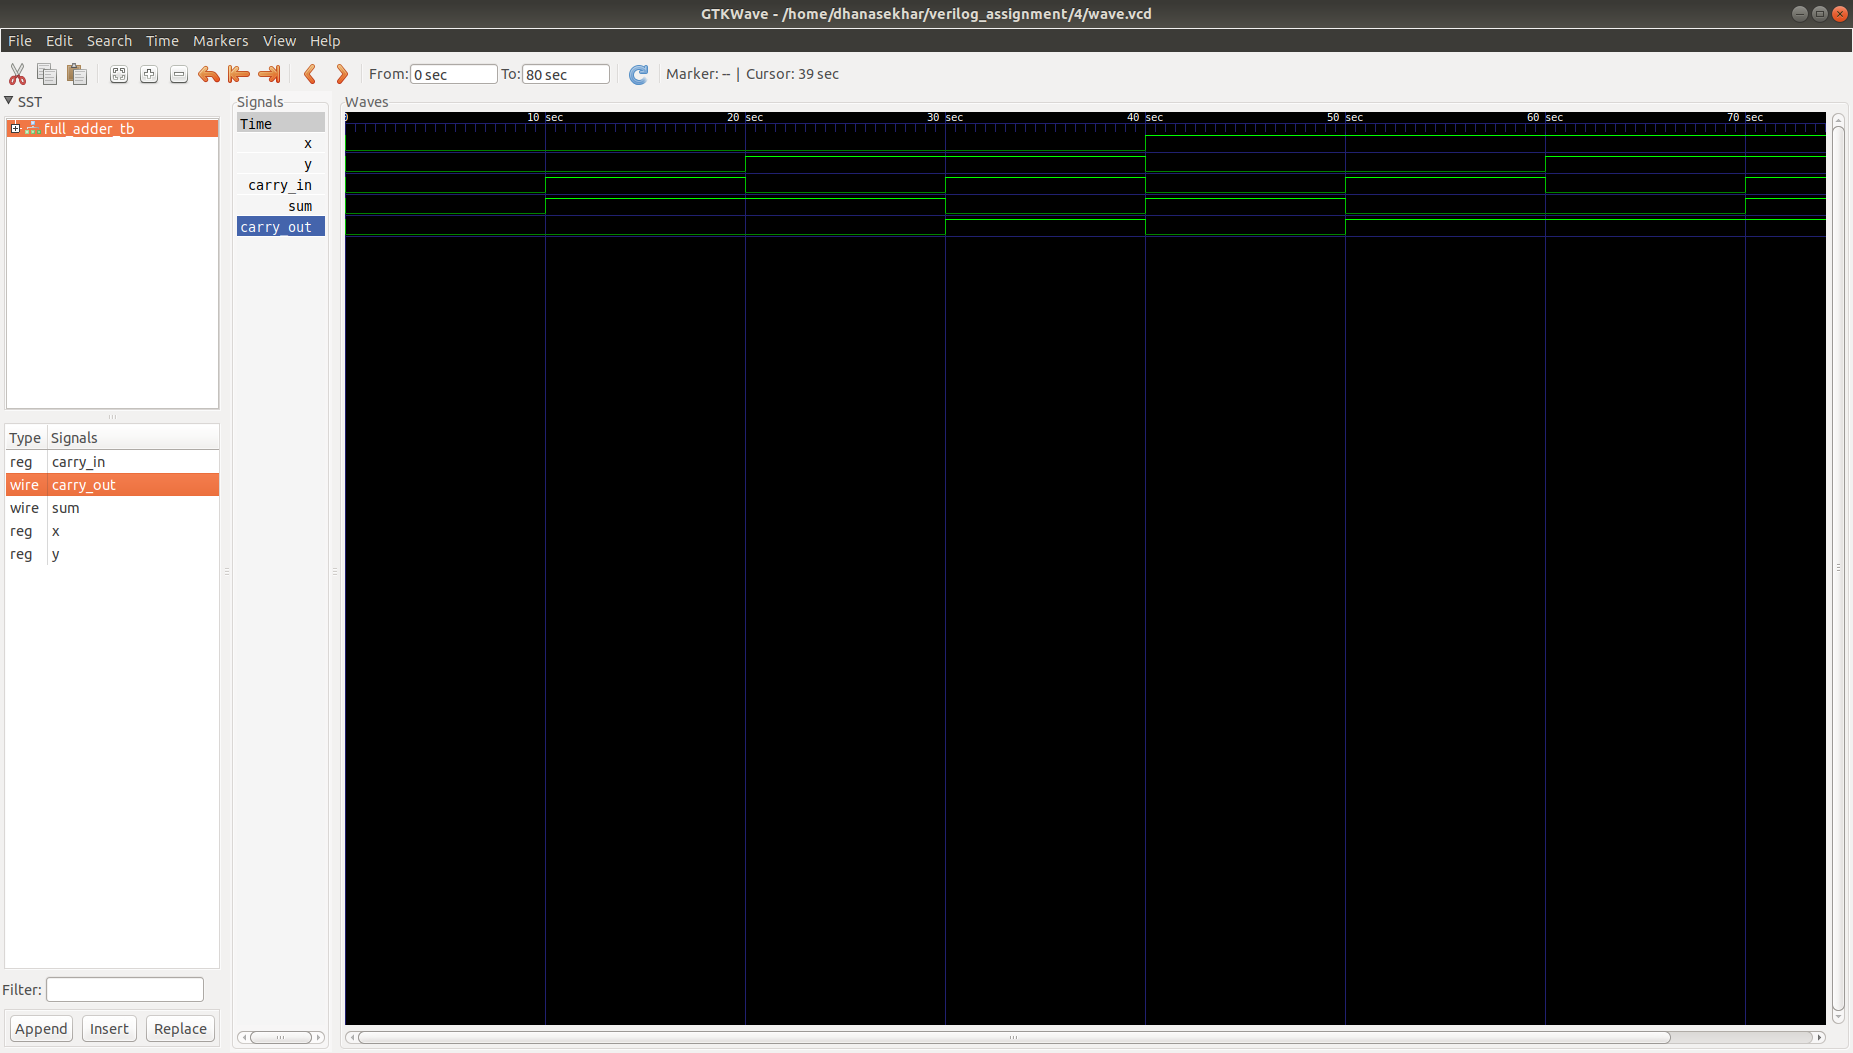 GTKWave - /home/dhanasekhar/verilog_assignment/4/wave.vcd
File Edit Search Time Markers View Help
From: 0 sec To: 80 sec Marker: -- | Cursor: 39 sec
SST
full_adder_tb
Type Signals
reg carry_in
wire carry_out
wire sum
reg x
reg y
Filter:
Append Insert Replace
Signals
Time
x
y
carry_in
sum
carry_out
Waves
0 10 sec 20 sec 30 sec 40 sec 50 sec 60 sec 70 sec